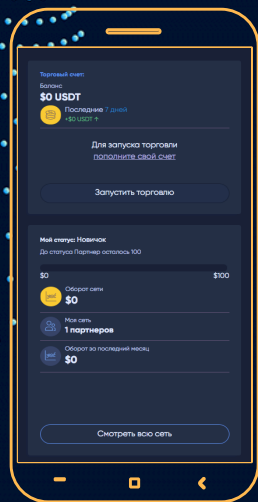 Торговый счет:
Баланс
$0 USDT
Последние 7 дней
+$0 USDT ↑
Для запуска торговли
пополните свой счет
Запустить торговлю
Мой статус: Новичок
До статуса Партнер осталось 100
$0 $100
Оборот сети
$0
Моя сеть
1 партнеров
Оборот за последний месяц
$0
Смотреть всю сеть